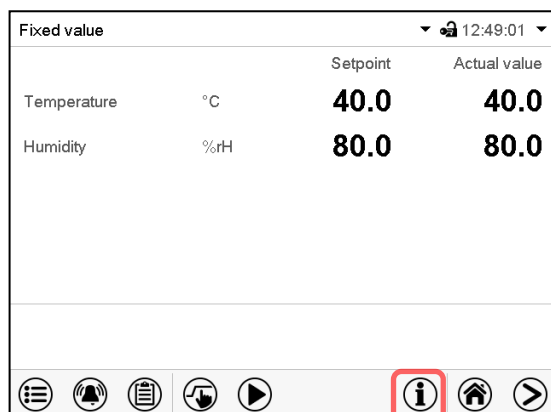 Fixed value 12:49:01
Setpoint Actual value
Temperature °C 40.0 40.0
Humidity %rH 80.0 80.0